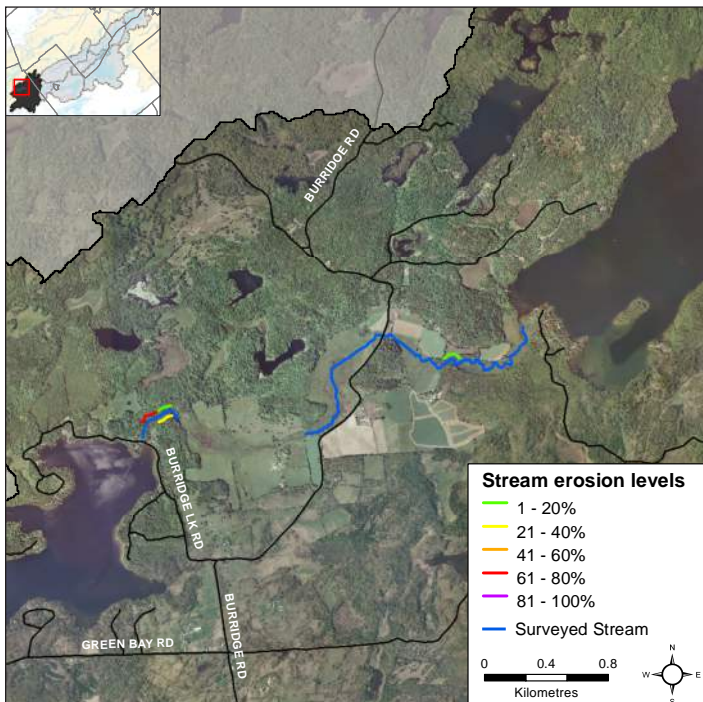 BURRIDOE RD
BURRIDGE LK RD
BURRIDGE RD
GREEN BAY RD
Stream erosion levels
1 - 20%
21 - 40%
41 - 60%
61 - 80%
81 - 100%
Surveyed Stream
0 0.4 0.8
Kilometres
N
W E
S